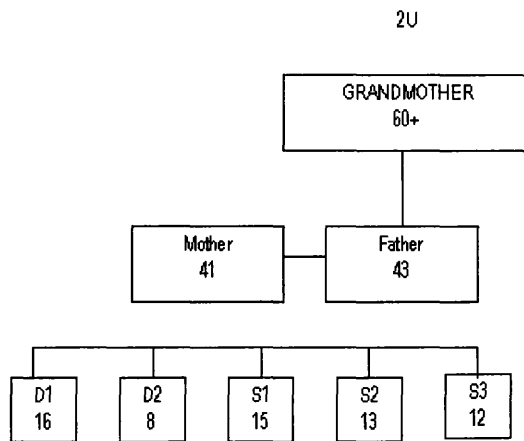 2U
GRANDMOTHER
60+
Mother
41
Father
43
D1
16
D2
8
S1
15
S2
13
S3
12